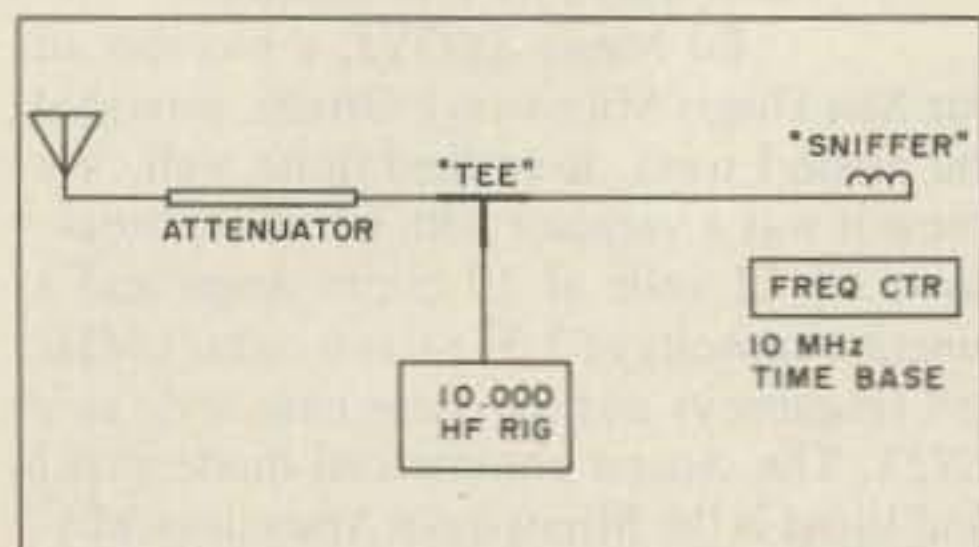 "SNIFFER"
"TEE"
ATTENUATOR
FREQ CTR
10 MHz
TIME BASE
10.000
HF RIG